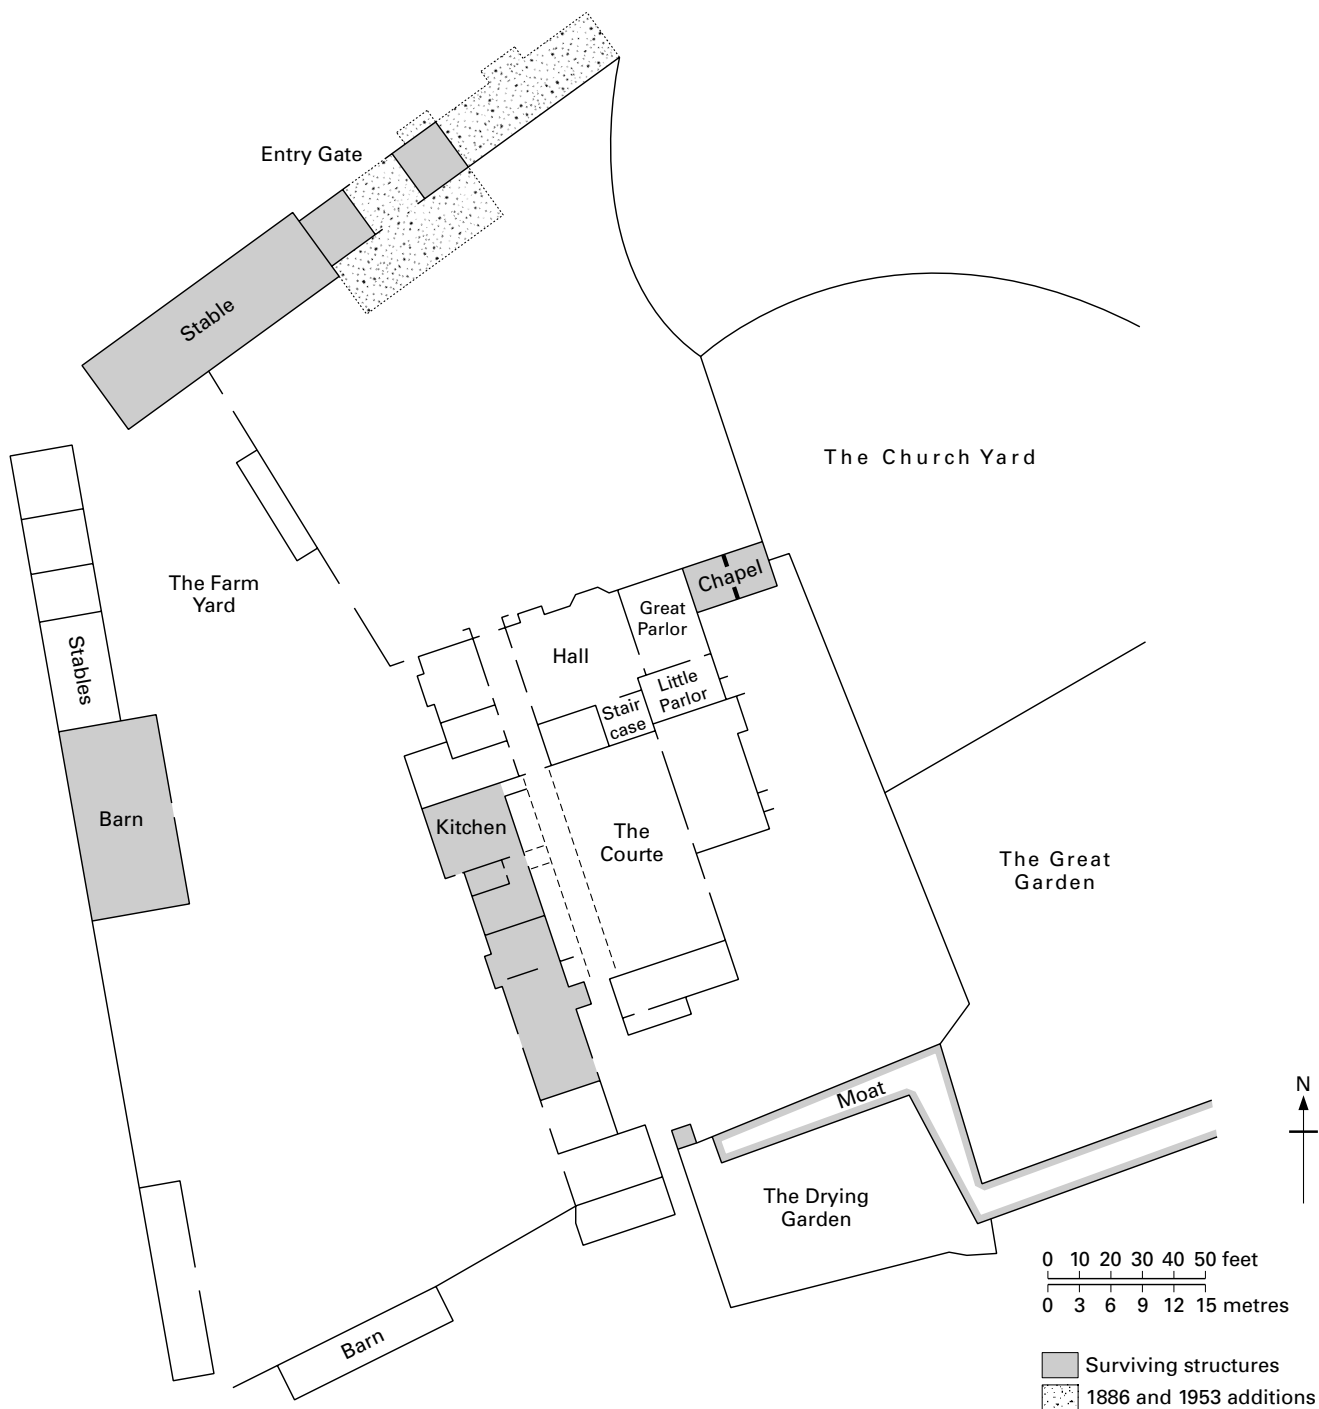 Entry Gate
Stable
The Church Yard
Chapel
The Farm
Yard
Great
Parlor
Hall
Stables
Little
Parlor
Stair
case
Barn
Kitchen
The
Courte
The Great
Garden
Moat
N
The Drying
Garden
0 10 20 30 40 50 feet
0 3 6 9 12 15 metres
Barn
Surviving structures
1886 and 1953 additions